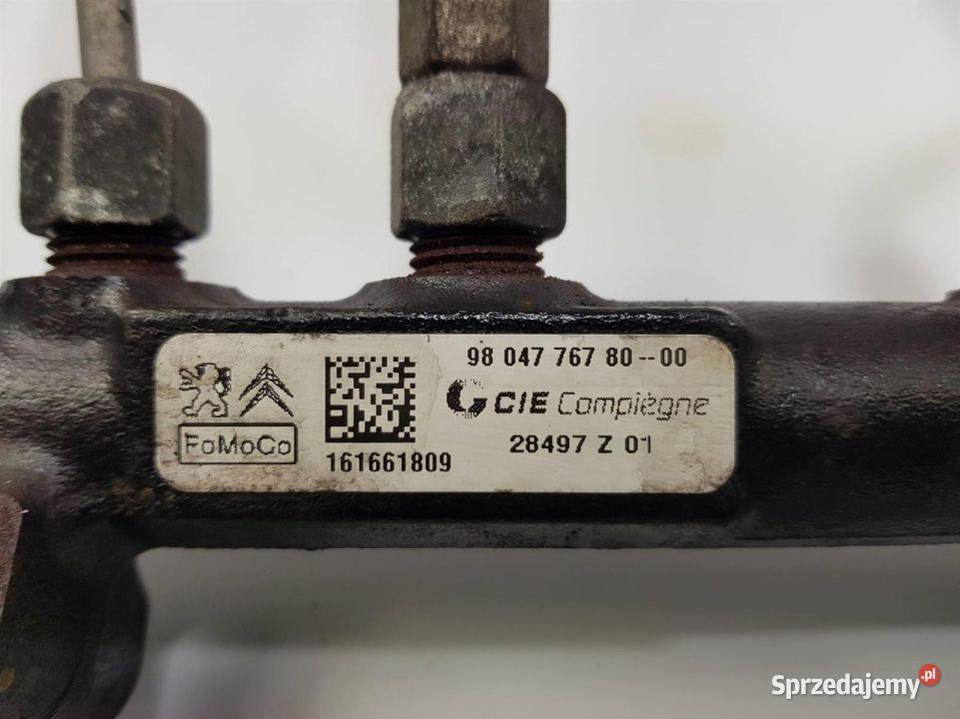 98 047 767 80--00
CIE Compiègne
FoMoCo
28497 Z 01
161661809
Sprzedajemy.pl